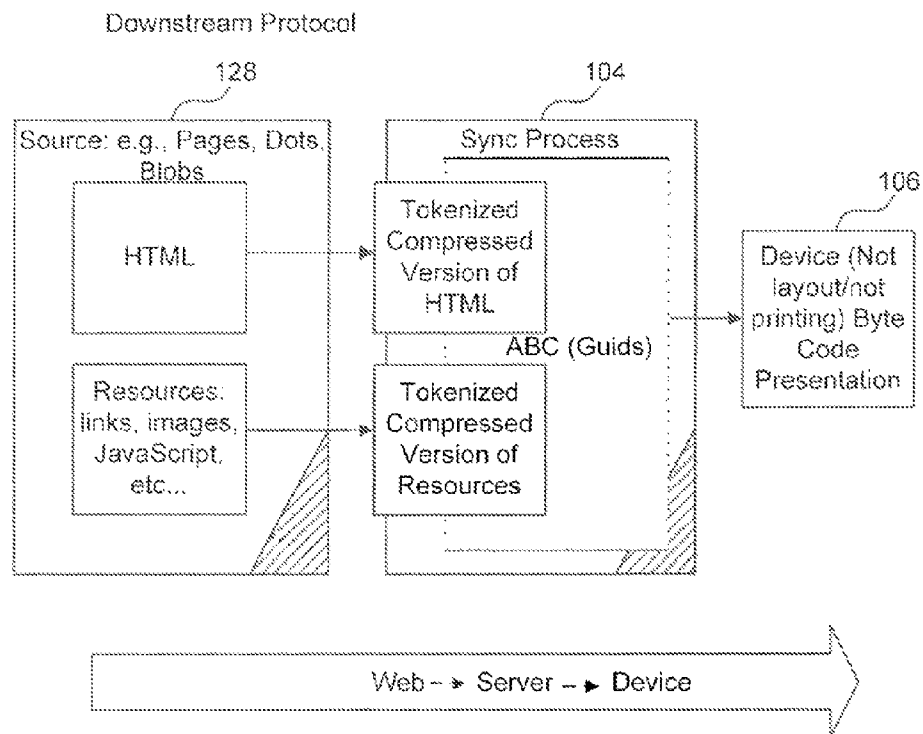 Downstream Protocol
128
104
Source: e.g., Pages, Dots,
Blobs
Sync Process
106
HTML
Tokenized
Compressed
Version of
HTML
Device (Not
layout/not
printing) Byte
Code
Presentation
ABC (Guids)
Resources:
links, images,
JavaScript,
etc...
Tokenized
Compressed
Version of
Resources
Web → Server → Device